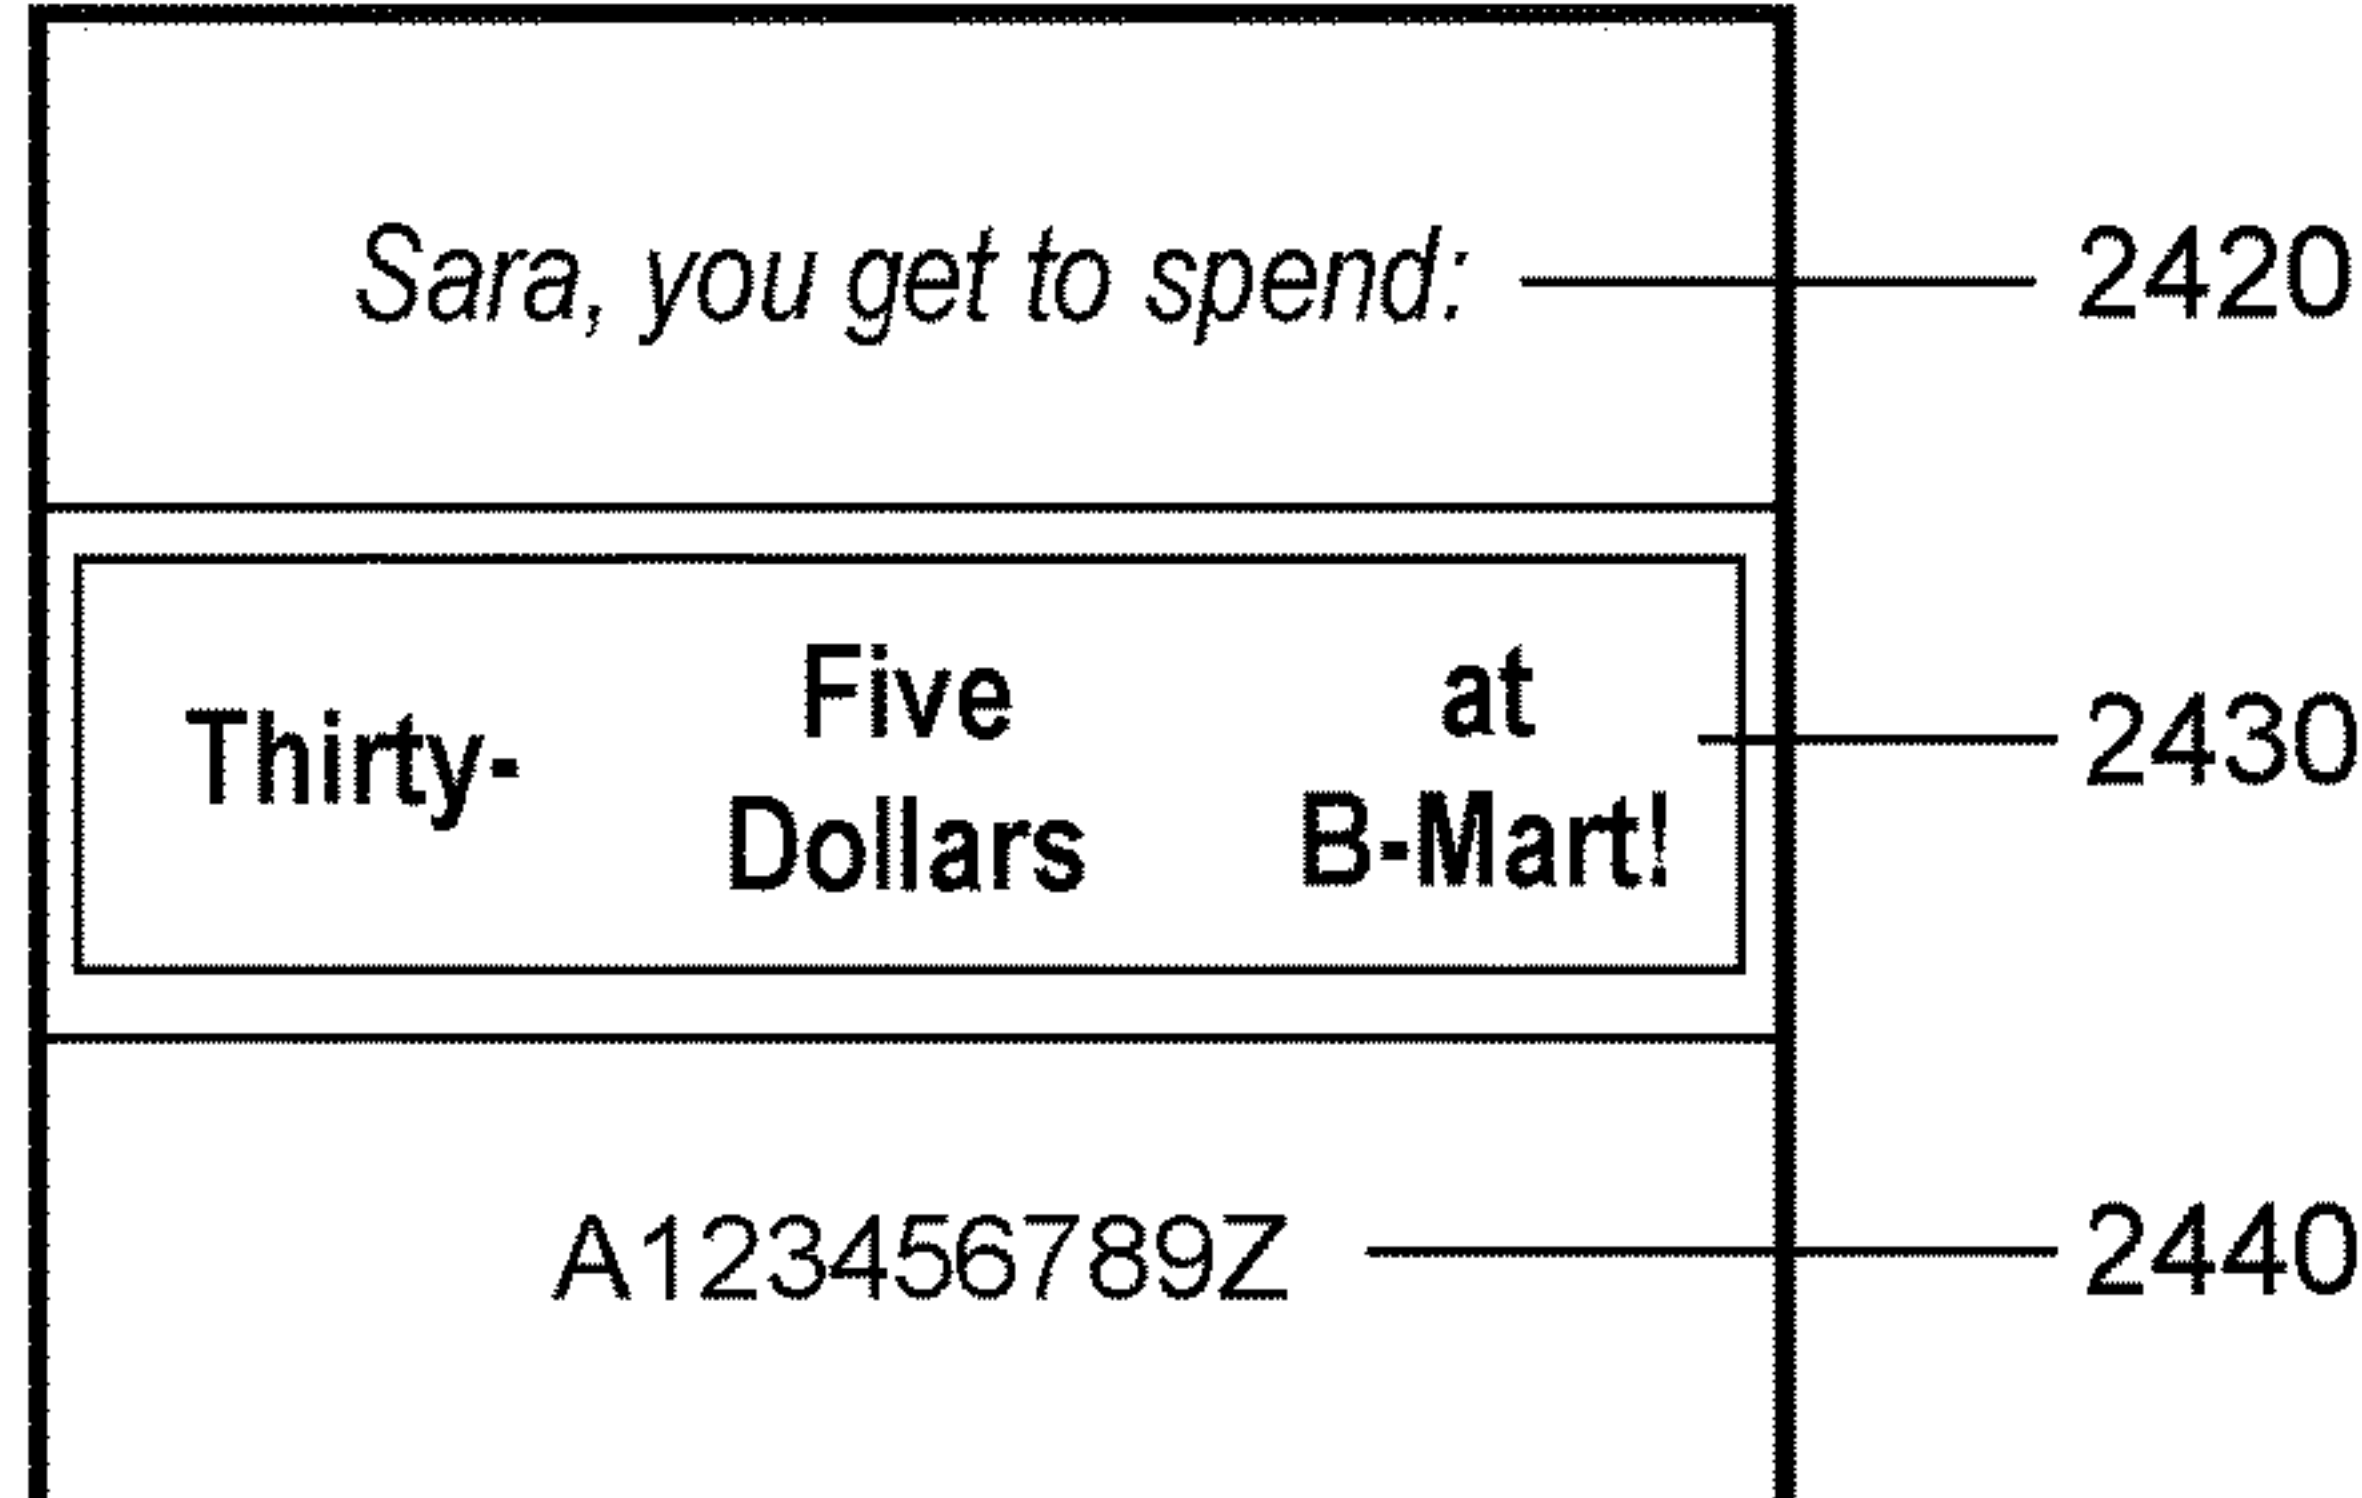 Sara, you get to spend: 2420
Thirty- Five Dollars at B-Mart! 2430
A123456789Z 2440